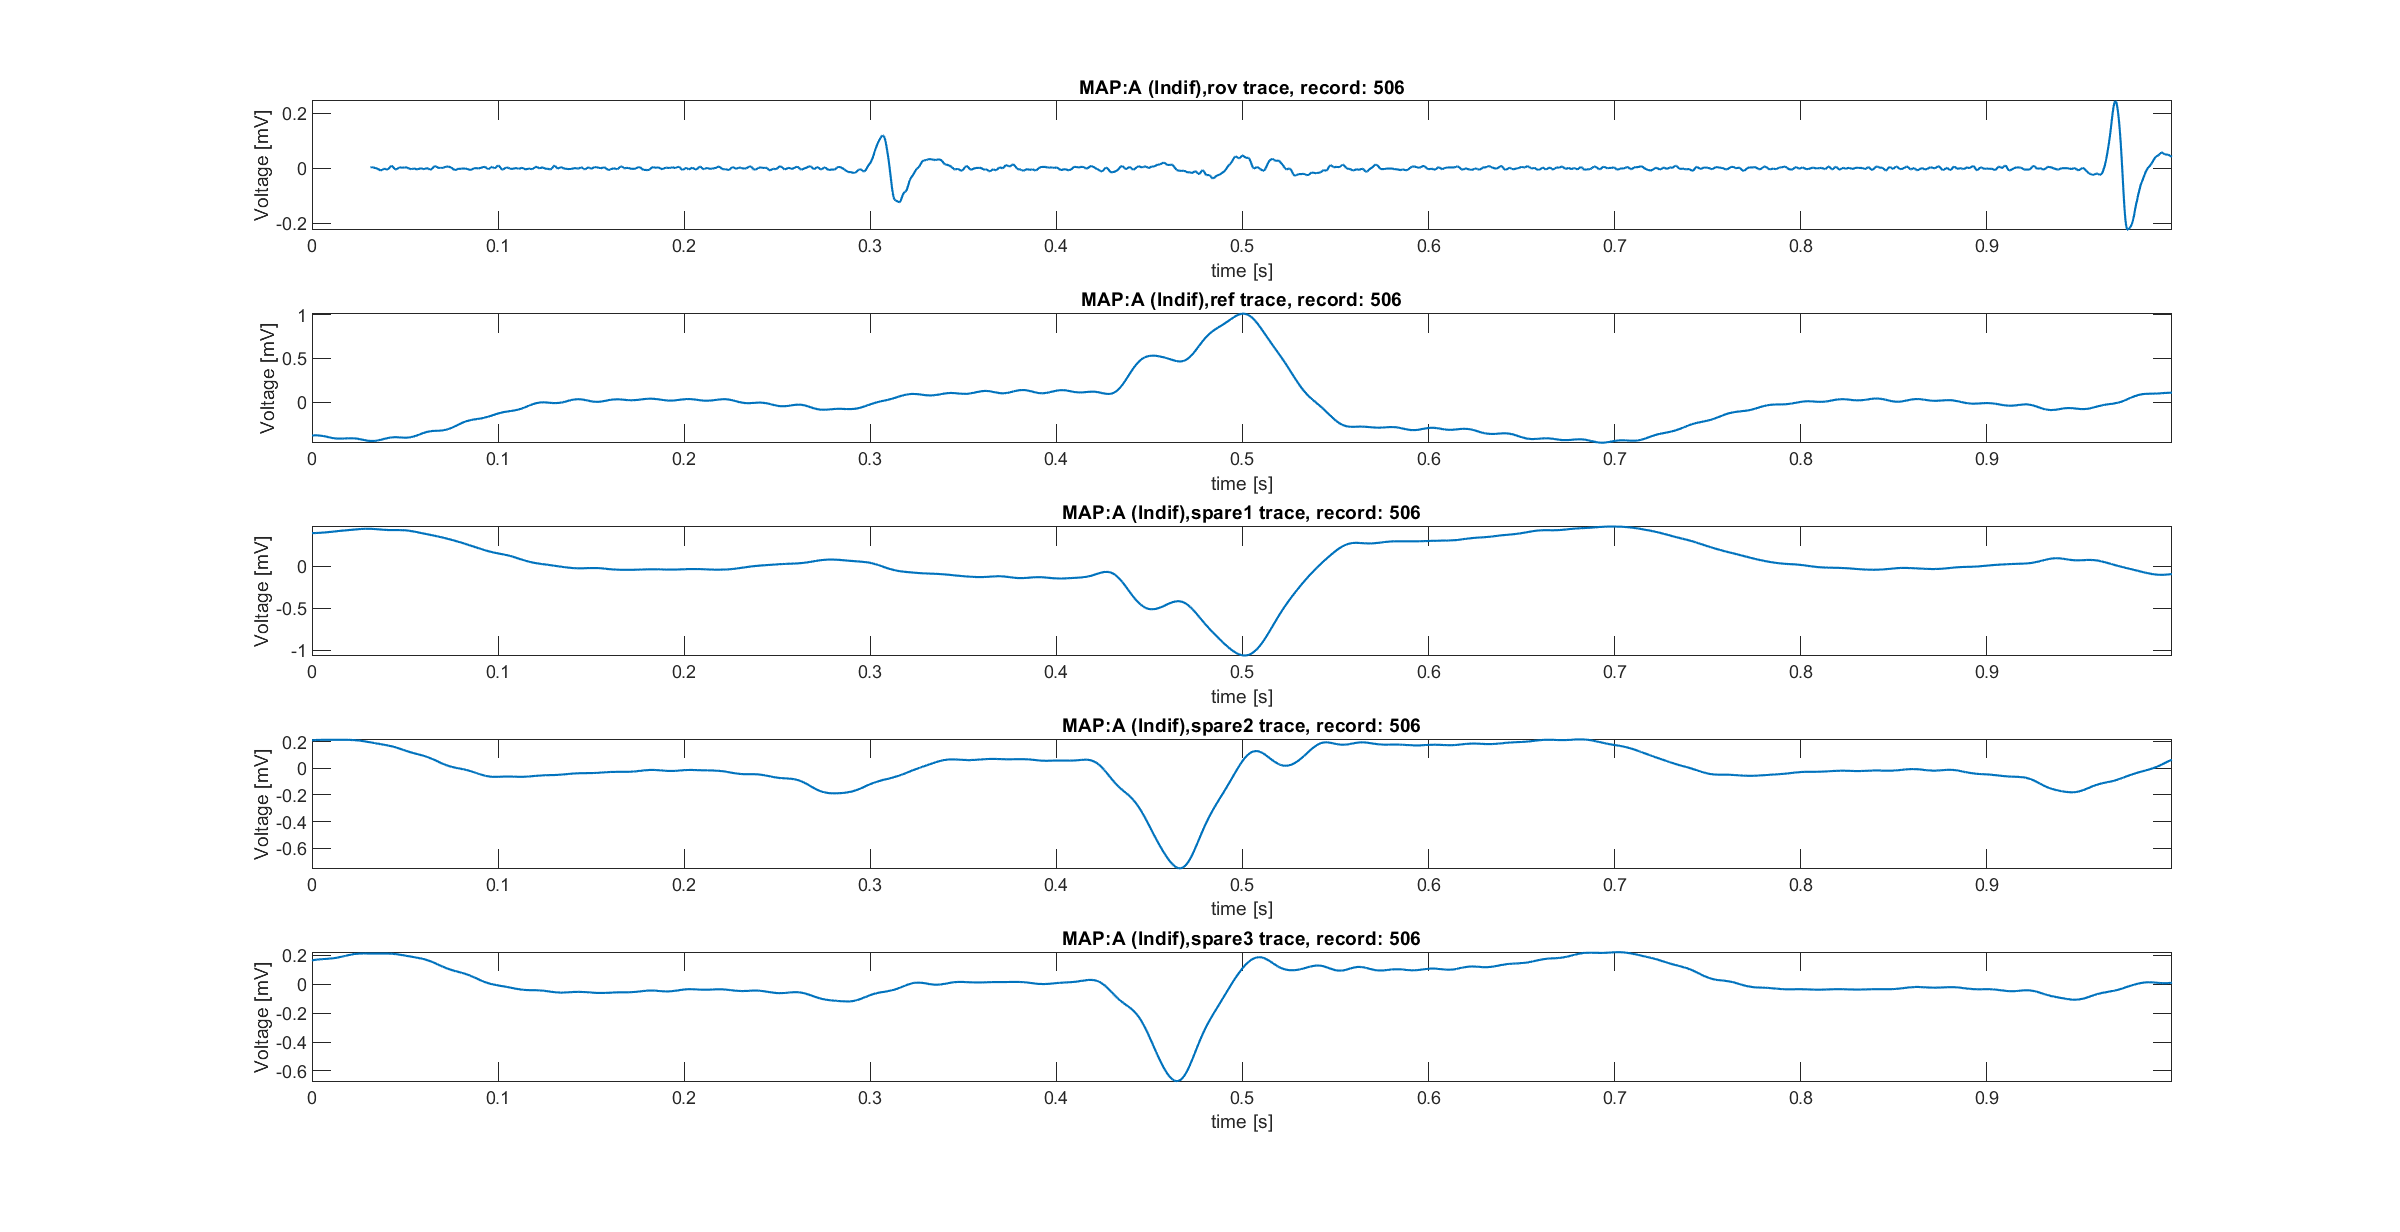 MAP:A (Indif),rov trace, record: 506
Voltage [mV]
0.2
0
-0.2
0 0.1 0.2 0.3 0.4 0.5 0.6 0.7 0.8 0.9
time [s]
MAP:A (Indif),ref trace, record: 506
Voltage [mV]
1
0.5
0
0 0.1 0.2 0.3 0.4 0.5 0.6 0.7 0.8 0.9
time [s]
MAP:A (Indif),spare1 trace, record: 506
Voltage [mV]
0
-0.5
-1
0 0.1 0.2 0.3 0.4 0.5 0.6 0.7 0.8 0.9
time [s]
MAP:A (Indif),spare2 trace, record: 506
Voltage [mV]
0.2
0
-0.2
-0.4
-0.6
0 0.1 0.2 0.3 0.4 0.5 0.6 0.7 0.8 0.9
time [s]
MAP:A (Indif),spare3 trace, record: 506
Voltage [mV]
0.2
0
-0.2
-0.4
-0.6
0 0.1 0.2 0.3 0.4 0.5 0.6 0.7 0.8 0.9
time [s]